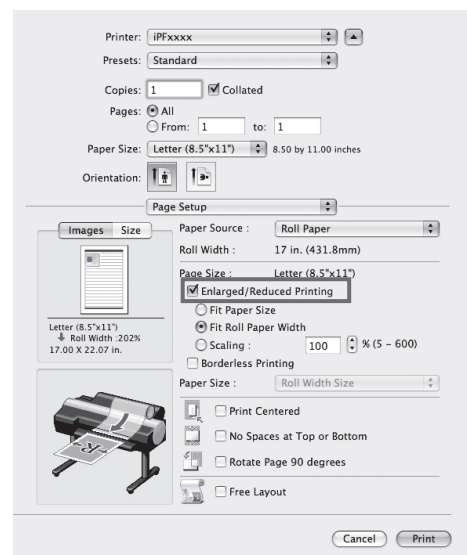 Printer: iPFxxxx
Presets: Standard
Copies: 1 Collated
Pages: All
From: 1 to: 1
Paper Size: Letter (8.5"x11") 8.50 by 11.00 inches
Orientation:
Page Setup
Images Size
Paper Source : Roll Paper
Roll Width : 17 in. (431.8mm)
Page Size : Letter (8.5"x11")
Enlarged/Reduced Printing
Fit Paper Size
Fit Roll Paper Width
Scaling : 100 % (5 - 600)
Letter (8.5"x11")
Roll Width :202%
17.00 X 22.07 in.
Borderless Printing
Paper Size : Roll Width Size
Print Centered
No Spaces at Top or Bottom
Rotate Page 90 degrees
Free Layout
Cancel Print